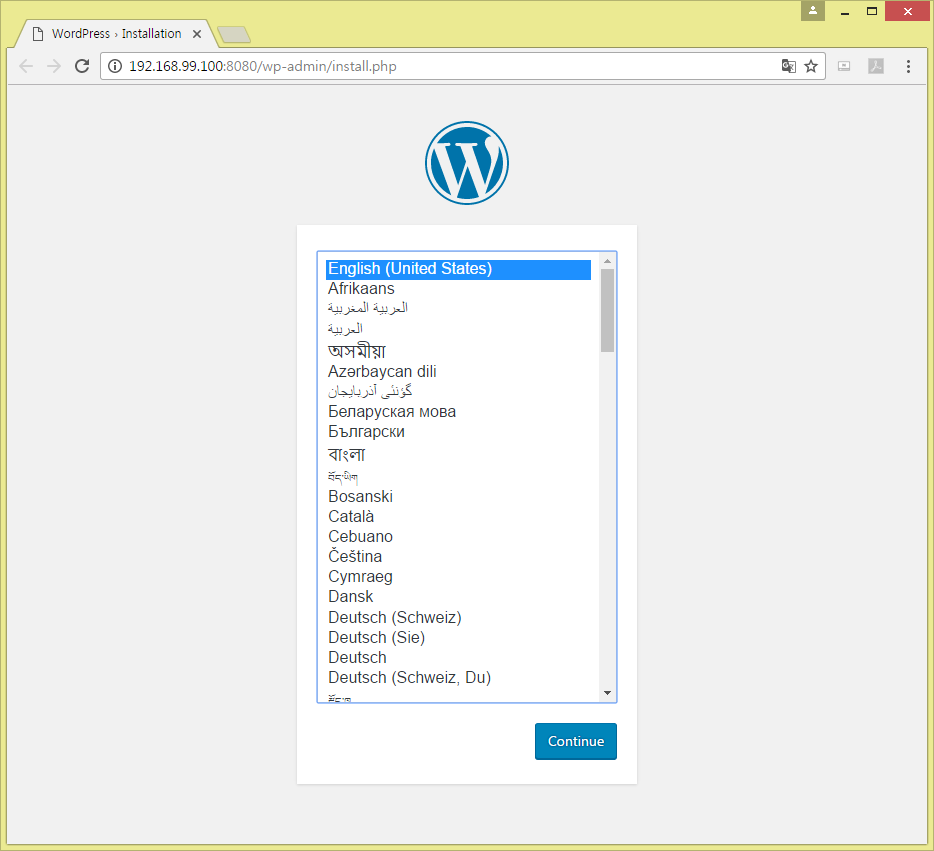 WordPress › Installation
192.168.99.100:8080/wp-admin/install.php
English (United States)
Afrikaans
العربية المغربية
العربية
অসমীয়া
Azərbaycan dili
گؤنئی آذربایجان
Беларуская мова
Български
বাংলা
བོད་ཡིག
Bosanski
Català
Cebuano
Čeština
Cymraeg
Dansk
Deutsch (Schweiz)
Deutsch (Sie)
Deutsch
Deutsch (Schweiz, Du)
Continue